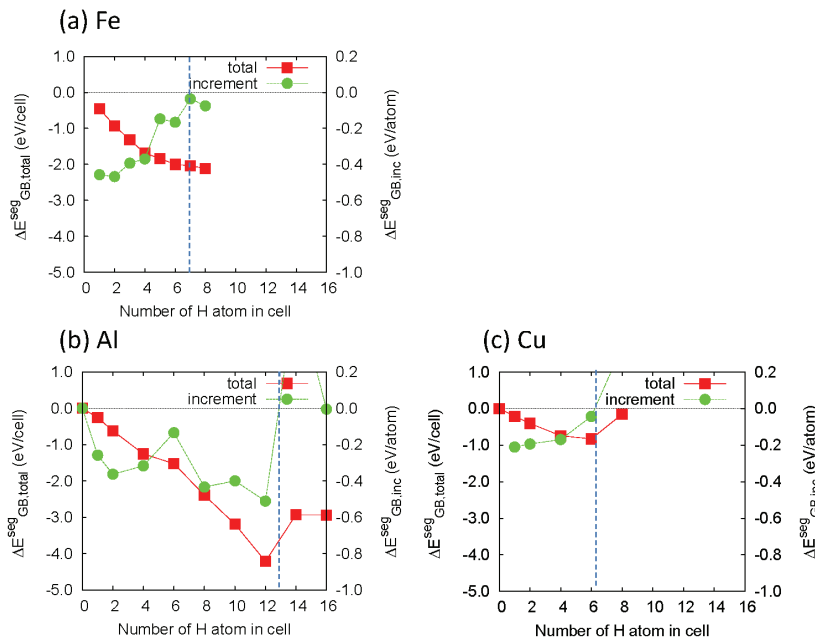 (a) Fe
total
increment
1.0
0.0
-1.0
-2.0
-3.0
-4.0
-5.0
0.2
0.0
-0.2
-0.4
-0.6
-0.8
-1.0
0 2 4 6 8 10 12 14 16
Number of H atom in cell
ΔE^seg_GB,total (eV/cell)
ΔE^seg_GB,inc (eV/atom)
(b) Al
total
increment
1.0
0.0
-1.0
-2.0
-3.0
-4.0
-5.0
0.2
0.0
-0.2
-0.4
-0.6
-0.8
-1.0
0 2 4 6 8 10 12 14 16
Number of H atom in cell
ΔE^seg_GB,total (eV/cell)
ΔE^seg_GB,inc (eV/atom)
(c) Cu
total
increment
1.0
0.0
-1.0
-2.0
-3.0
-4.0
-5.0
0.2
0.0
-0.2
-0.4
-0.6
-0.8
-1.0
0 2 4 6 8 10 12 14 16
Number of H atom in cell
ΔE^seg_GB,total (eV/cell)
ΔE^seg_GB,inc (eV/atom)